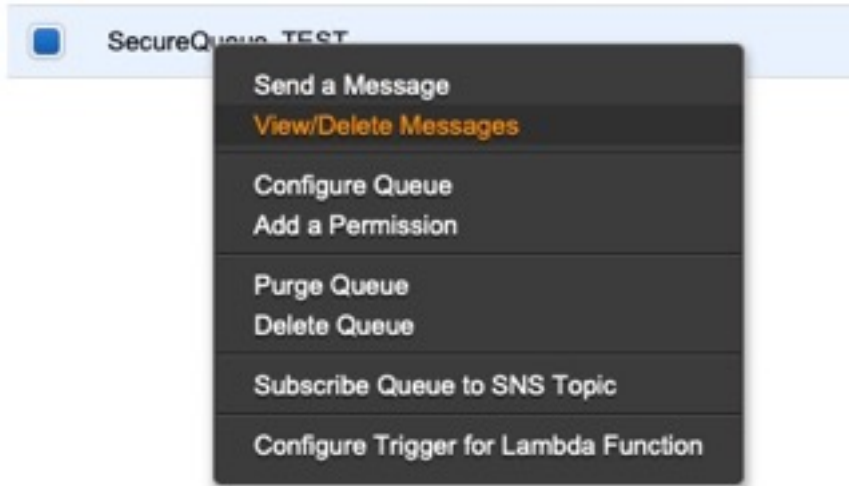 SecureQueue_TEST
Send a Message
View/Delete Messages
Configure Queue
Add a Permission
Purge Queue
Delete Queue
Subscribe Queue to SNS Topic
Configure Trigger for Lambda Function